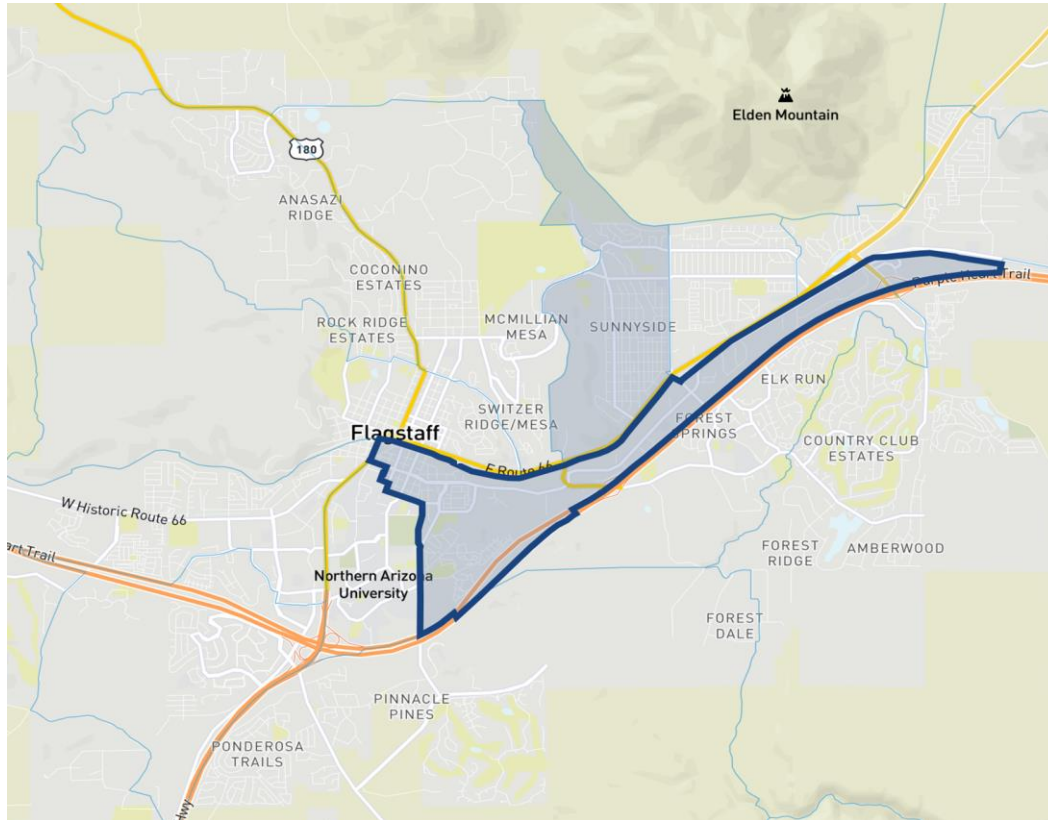 Elden Mountain
180
ANASAZI
RIDGE
COCONINO
ESTATES
ROCK RIDGE
ESTATES
MCMILLIAN
MESA
SUNNYSIDE
Purple Heart Trail
ELK RUN
SWITZER
RIDGE/MESA
FOREST
SPRINGS
Flagstaff
COUNTRY CLUB
ESTATES
E Route 66
W Historic Route 66
art Trail
FOREST
RIDGE
AMBERWOOD
Northern Arizona
University
FOREST
DALE
PINNACLE
PINES
PONDEROSA
TRAILS
Hwy